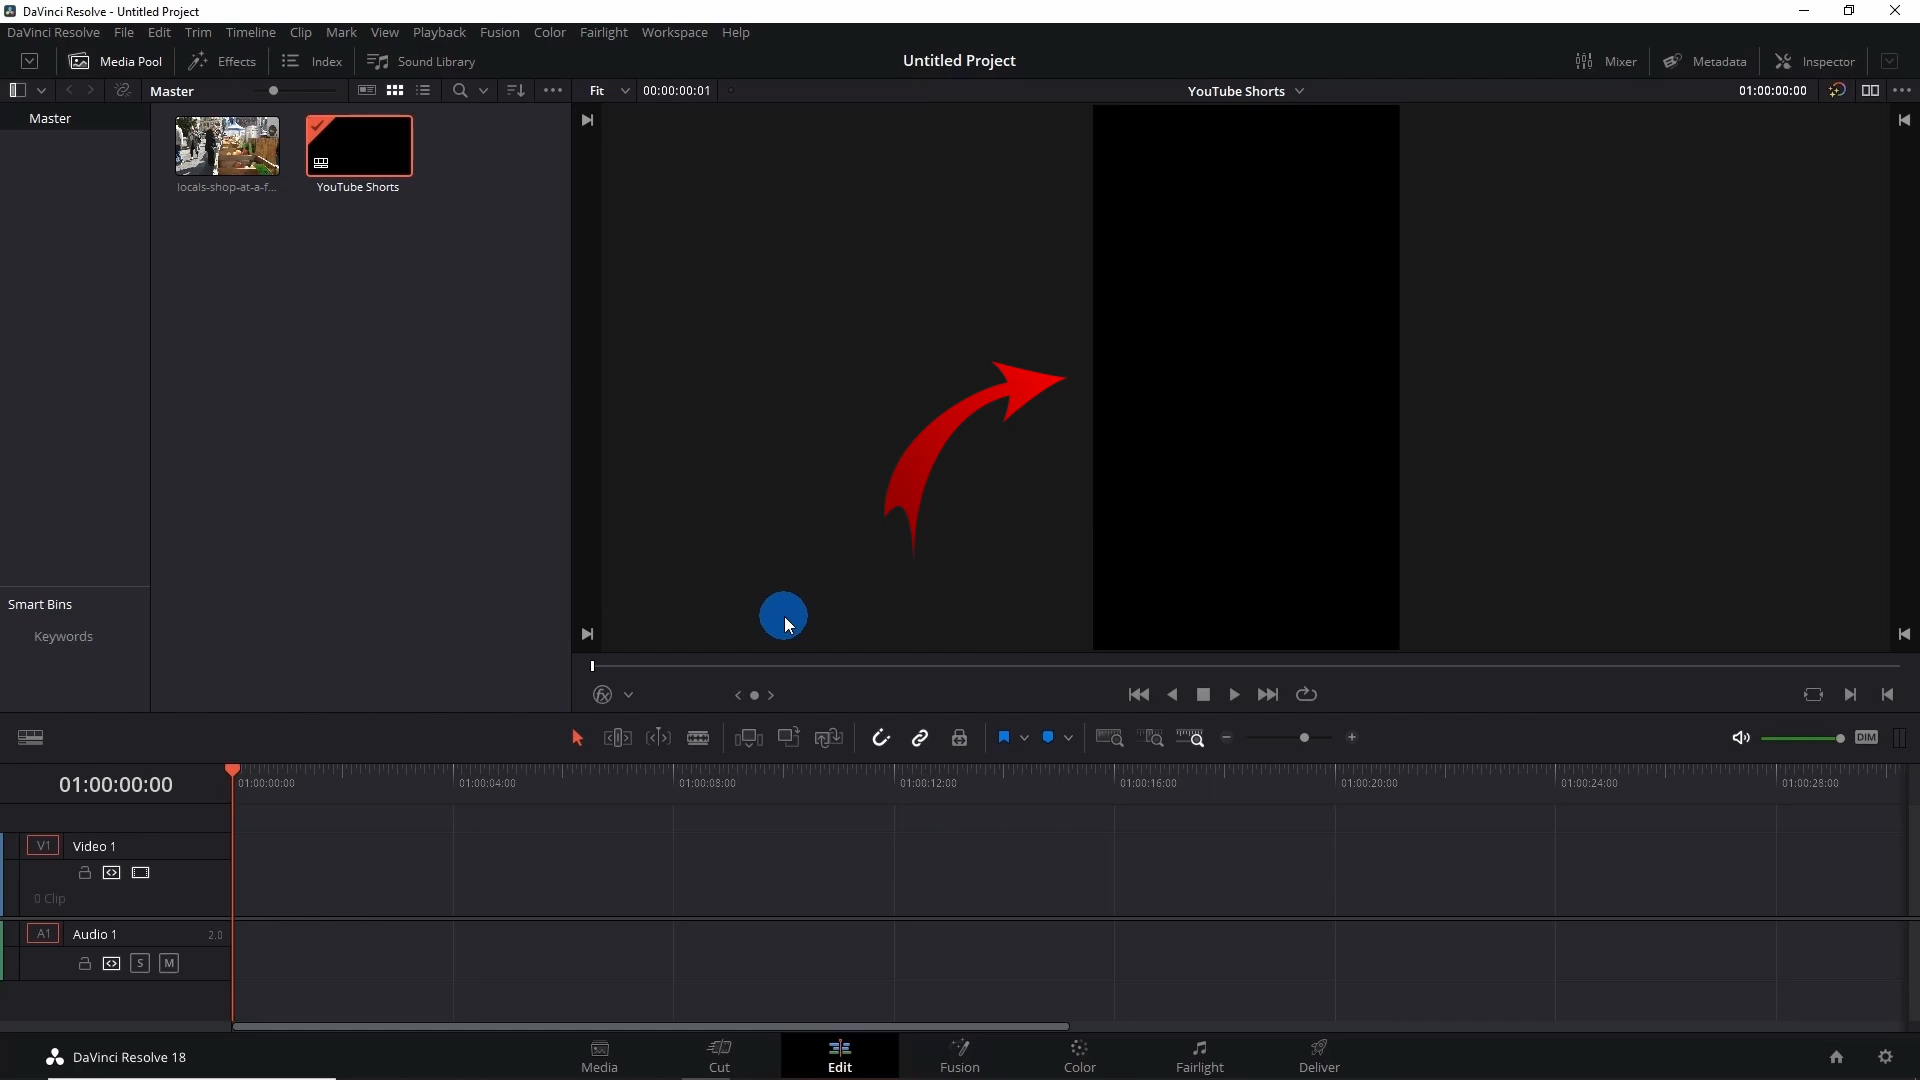 DaVinci Resolve - Untitled Project
DaVinci Resolve File Edit Trim Timeline Clip Mark View Playback Fusion Color Fairlight Workspace Help
Media Pool Effects Index Sound Library Untitled Project Mixer Metadata Inspector
Master Fit 00:00:00:01 YouTube Shorts 01:00:00:00
Master
locals-shop-at-a-f... YouTube Shorts
Smart Bins
Keywords
DIM
01:00:00:00 01:00:00:00 01:00:04:00 01:00:08:00 01:00:12:00 01:00:16:00 01:00:20:00 01:00:24:00 01:00:28:00
V1 Video 1
0 Clip
A1 Audio 1 2.0
S M
DaVinci Resolve 18 Media Cut Edit Fusion Color Fairlight Deliver